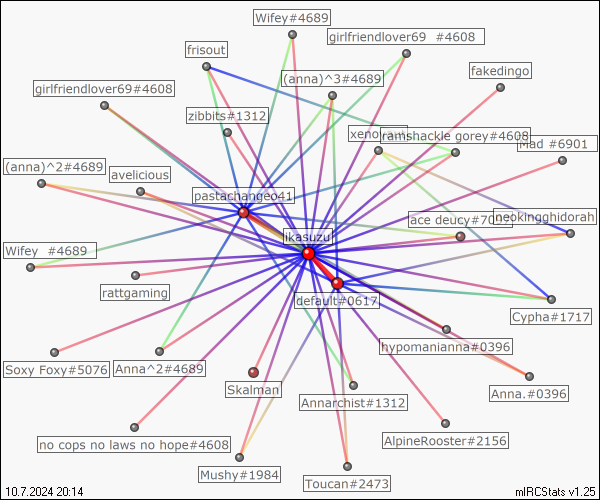 Wifey#4689
girlfriendlover69 #4608
frisout
(anna)^3#4689
fakedingo
girlfriendlover69#4608
zibbits#1312
ramshackle gorey#4608
Mad #6901
(anna)^2#4689
avelicious
pastachangeo41
ace deucy#70
neokingghidorah
ikasuzu
Wifey #4689
rattgaming
default#0617
Cypha#1717
hypomanianna#0396
Soxy Foxy#5076
Anna^2#4689
Skalman
Annarchist#1312
Anna.#0396
no cops no laws no hope#4608
AlpineRooster#2156
Mushy#1984
Toucan#2473
10.7.2024 20:14
mIRCStats v1.25